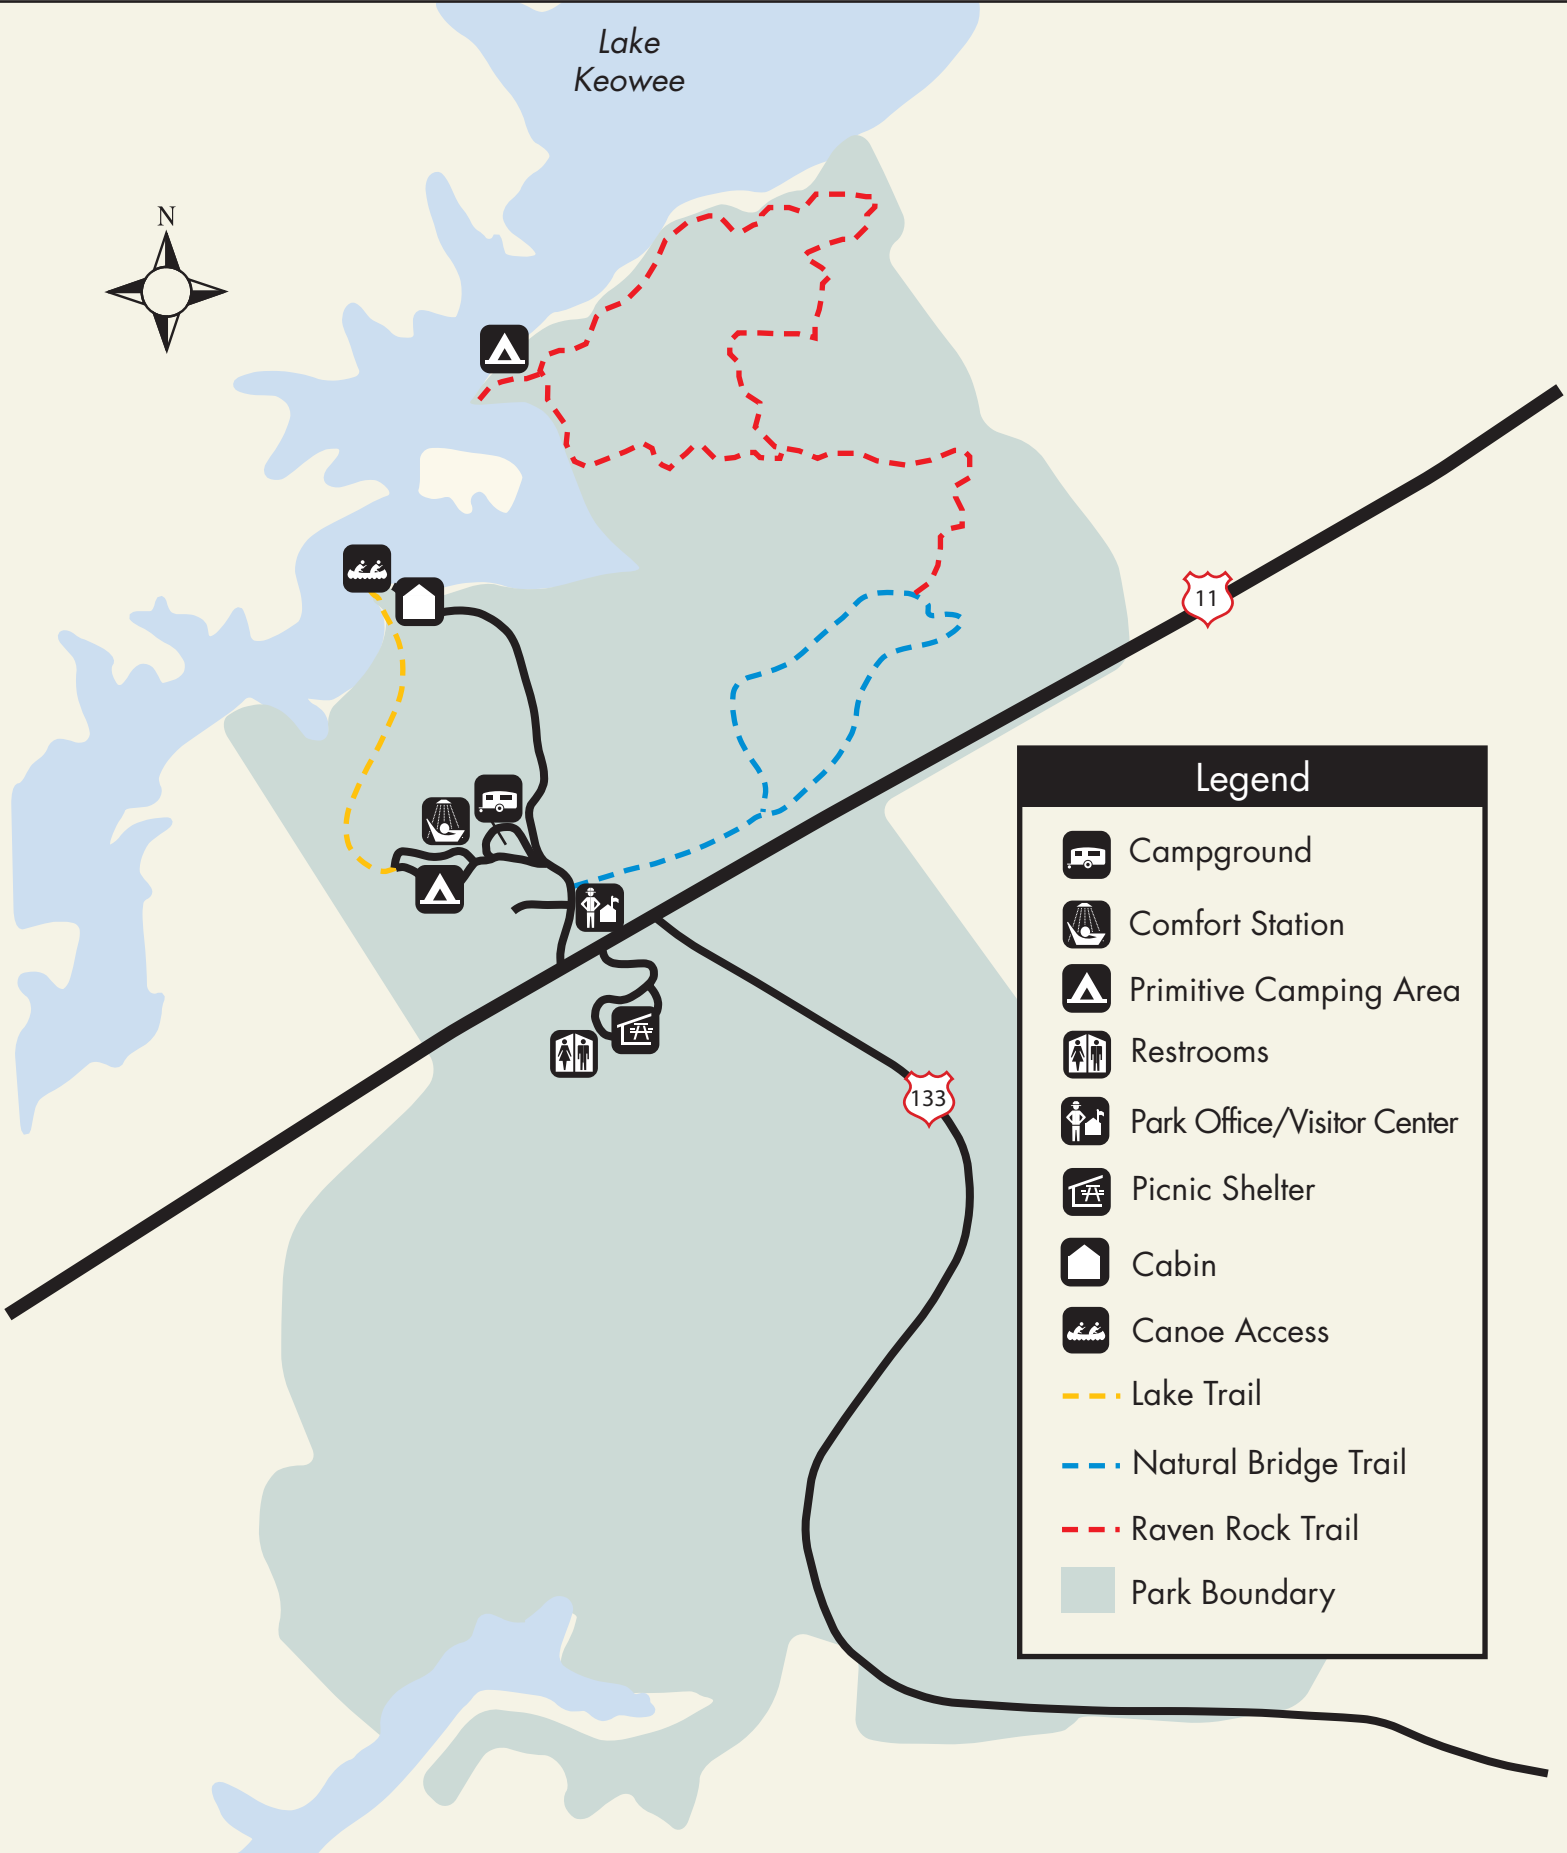 Lake
Keowee
N
11
Legend
Campground
Comfort Station
Primitive Camping Area
Restrooms
133
Park Office/Visitor Center
Picnic Shelter
Cabin
Canoe Access
Lake Trail
Natural Bridge Trail
Raven Rock Trail
Park Boundary